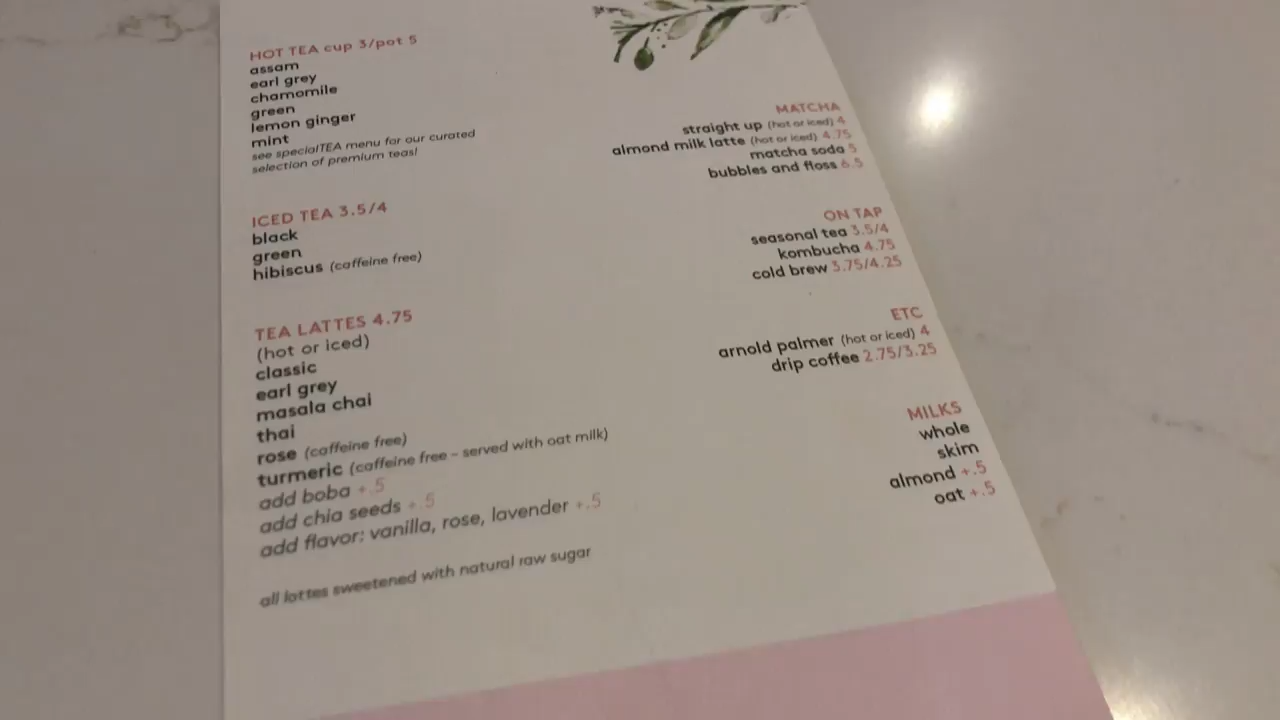 HOT TEA cup 3/pot 5
assam
earl grey
chamomile
green
lemon ginger
mint
see specialTEA menu for our curated
selection of premium teas!
ICED TEA 3.5/4
black
green
hibiscus (caffeine free)
TEA LATTES 4.75
(hot or iced)
classic
earl grey
masala chai
thai
rose (caffeine free)
turmeric (caffeine free - served with oat milk)
add boba +.5
add chia seeds +.5
add flavor: vanilla, rose, lavender +.5
all lattes sweetened with natural raw sugar
MATCHA
straight up (hot or iced) 4
almond milk latte (hot or iced) 4.75
matcha soda 5
bubbles and floss 6.5
ON TAP
seasonal tea 3.5/4
kombucha 4.75
cold brew 3.75/4.25
ETC
arnold palmer (hot or iced) 4
drip coffee 2.75/3.25
MILKS
whole
skim
almond +.5
oat +.5